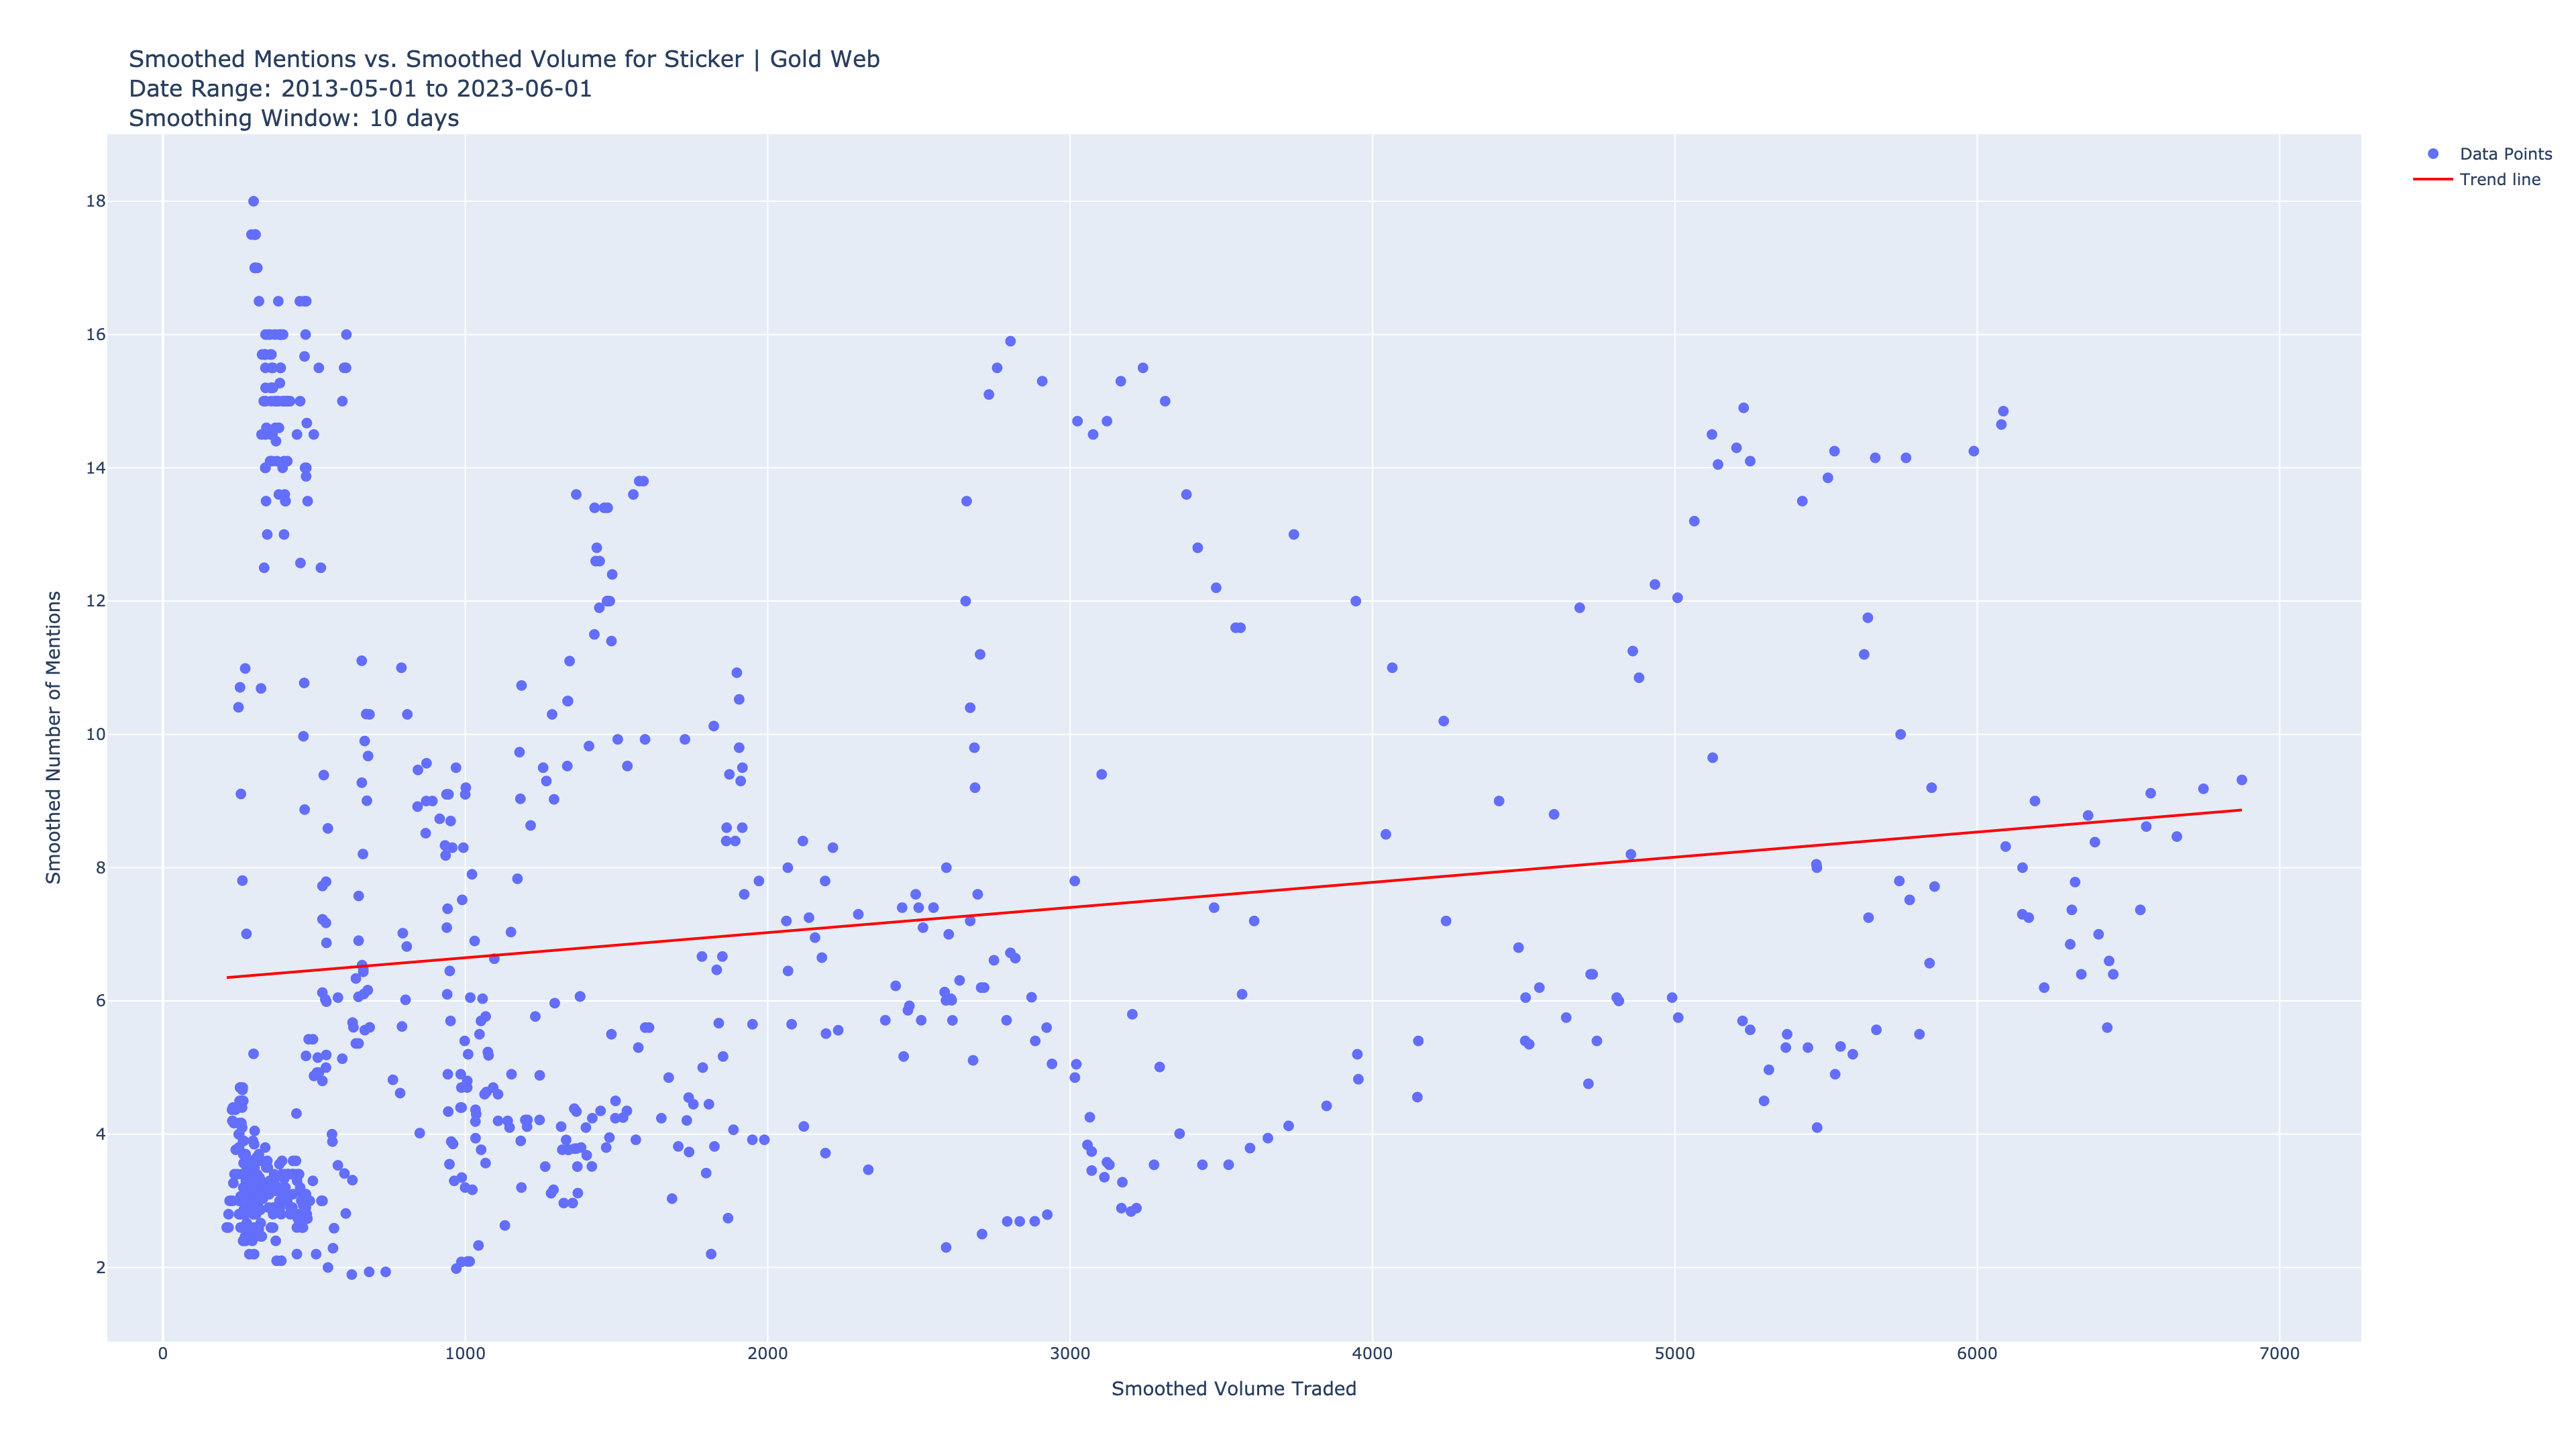 Smoothed Mentions vs. Smoothed Volume for Sticker | Gold Web
Date Range: 2013-05-01 to 2023-06-01
Smoothing Window: 10 days
Data Points
Trend line
18
16
14
12
10
8
6
4
2
Smoothed Number of Mentions
0 1000 2000 3000 4000 5000 6000 7000
Smoothed Volume Traded